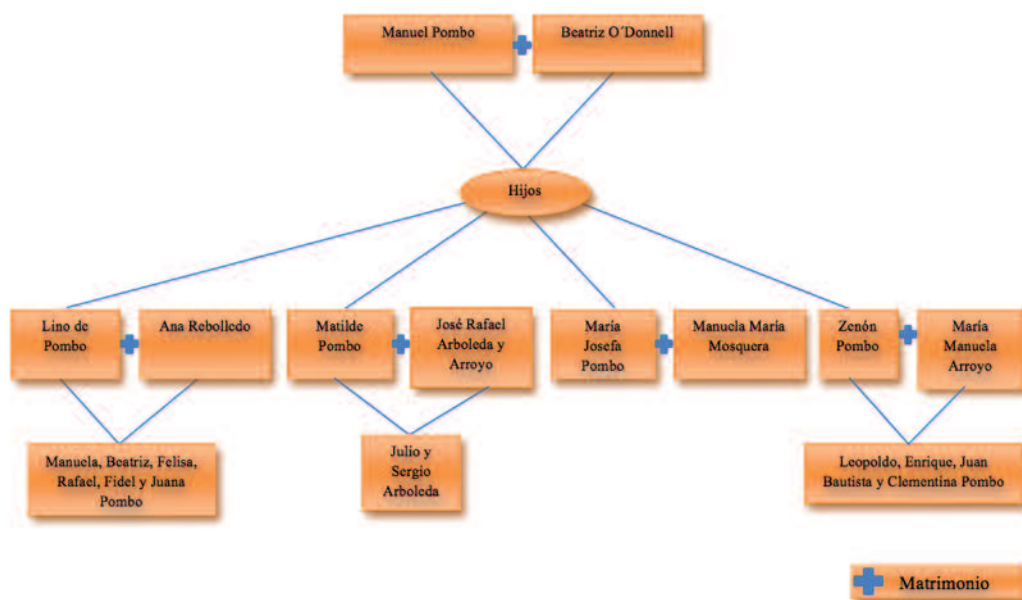 Manuel Pombo
Beatriz O´Donnell
Hijos
Lino de
Pombo
Ana Rebolledo
Matilde
Pombo
José Rafael
Arboleda y
Arroyo
María
Josefa
Pombo
Manuela María
Mosquera
Zenón
Pombo
María
Manuela
Arroyo
Manuela, Beatriz, Felisa,
Rafael, Fidel y Juana
Pombo
Julio y
Sergio
Arboleda
Leopoldo, Enrique, Juan
Bautista y Clementina Pombo
Matrimonio